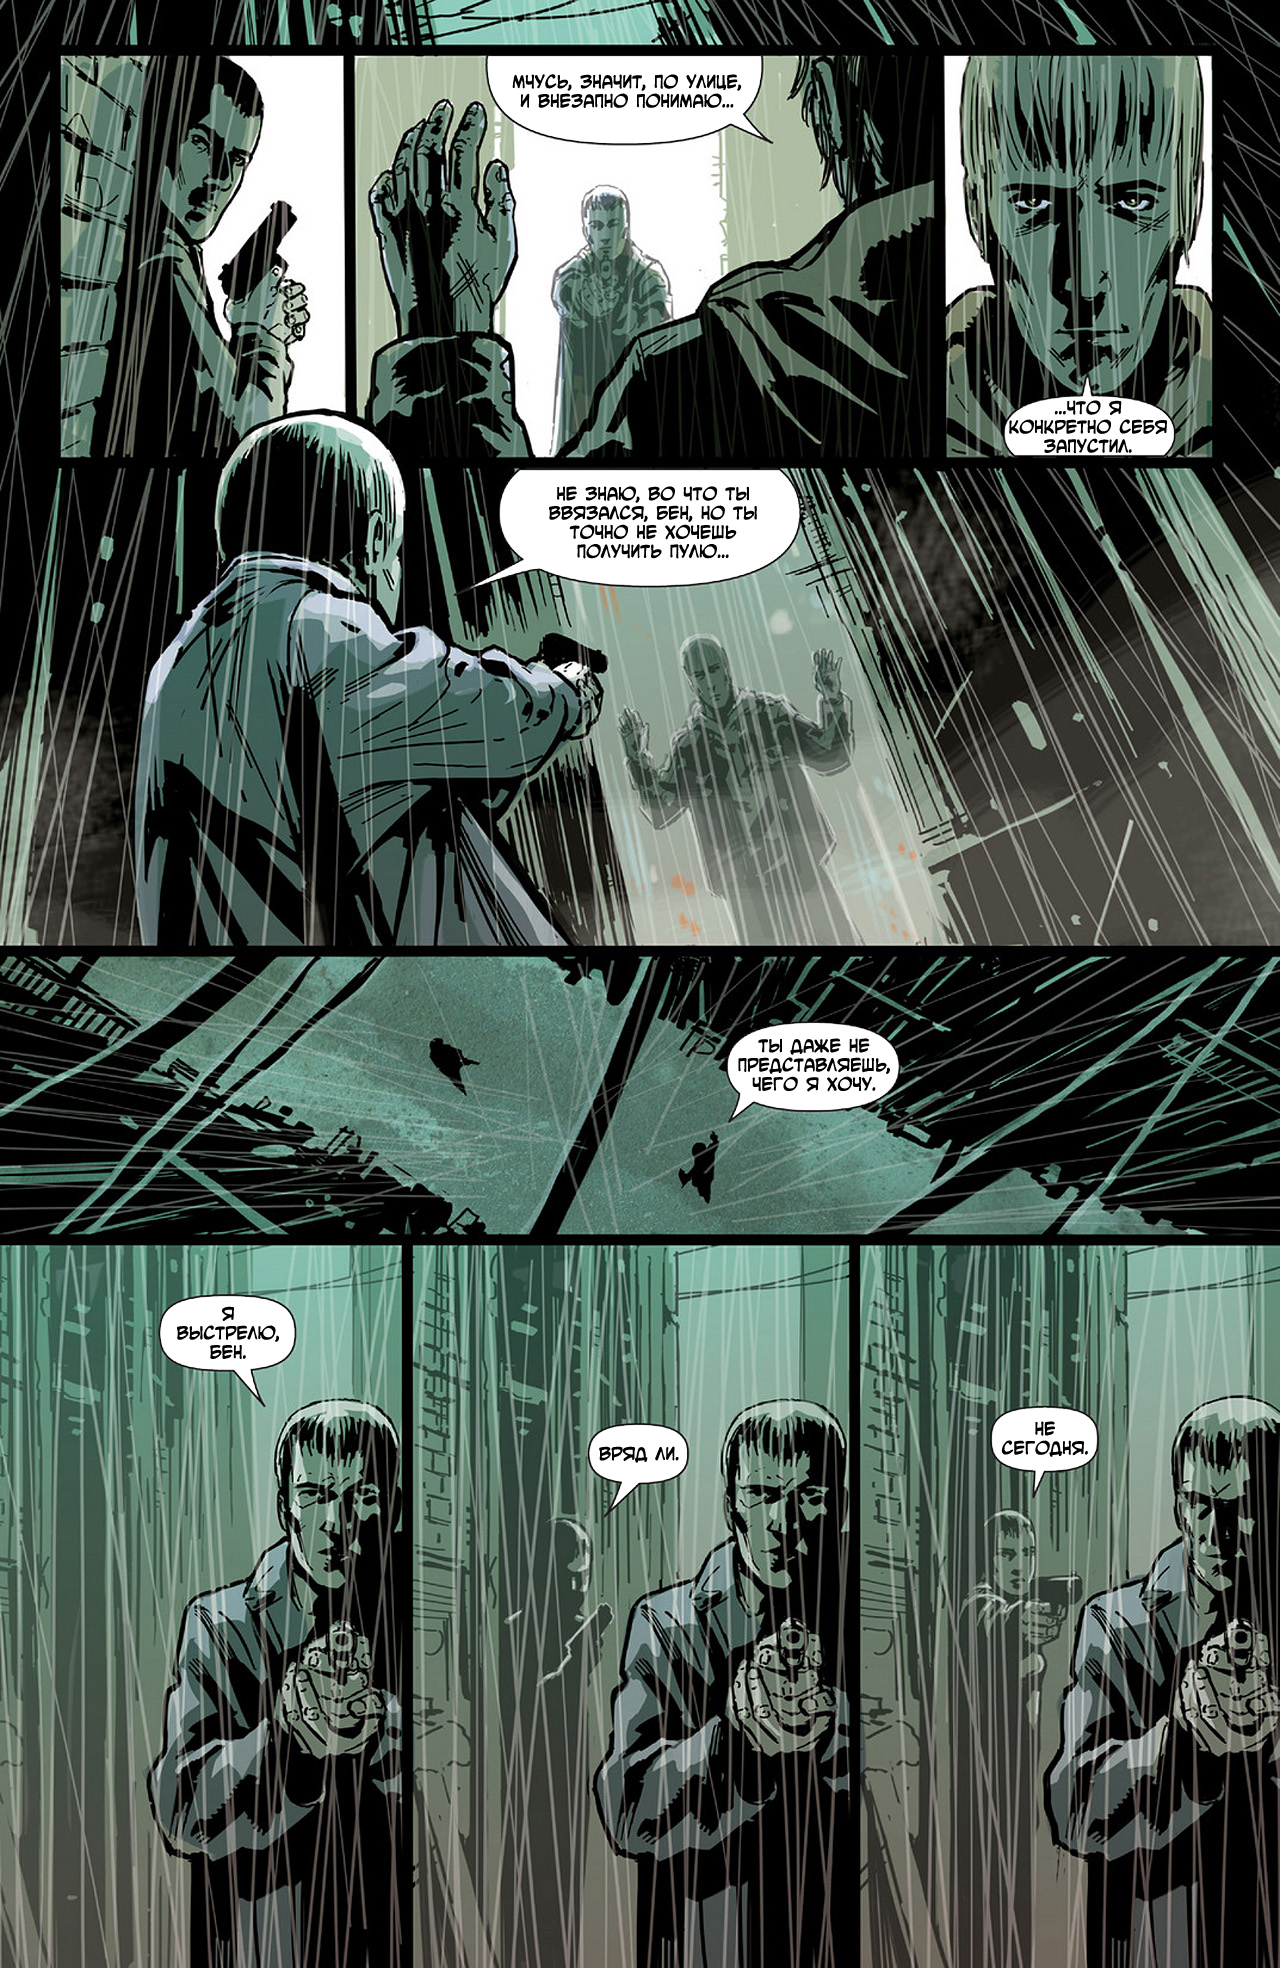 МЧУСЬ, ЗНАЧИТ, ПО УЛИЦЕ,
И ВНЕЗАПНО ПОНИМАЮ...
...ЧТО Я
КОНКРЕТНО СЕБЯ
ЗАПУСТИЛ.
НЕ ЗНАЮ, ВО ЧТО ТЫ
ВВЯЗАЛСЯ, БЕН, НО ТЫ
ТОЧНО НЕ ХОЧЕШЬ
ПОЛУЧИТЬ ПУЛЮ...
ТЫ ДАЖЕ НЕ
ПРЕДСТАВЛЯЕШЬ,
ЧЕГО Я ХОЧУ.
Я
ВЫСТРЕЛЮ,
БЕН.
ВРЯД ЛИ.
НЕ
СЕГОДНЯ.